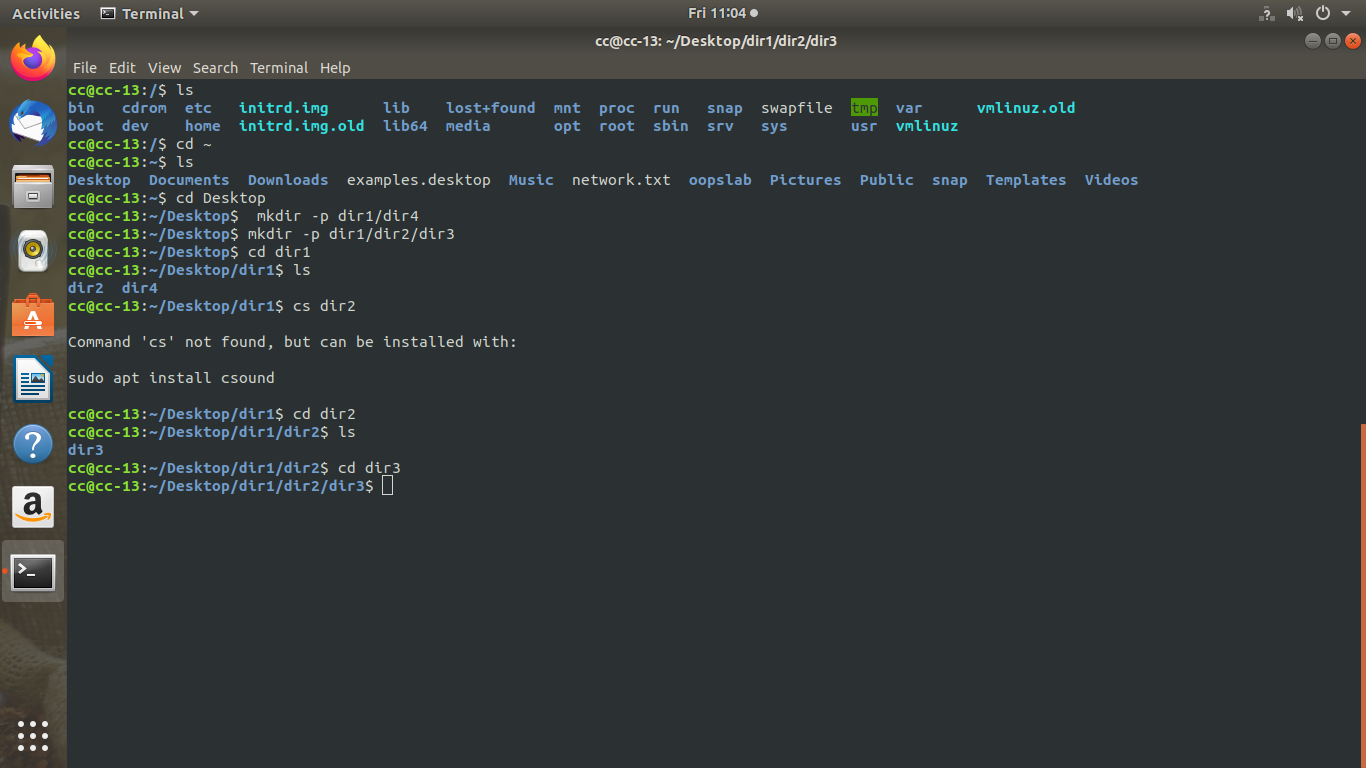 Activities Terminal Fri 11:04
cc@cc-13: ~/Desktop/dir1/dir2/dir3
File Edit View Search Terminal Help
cc@cc-13:/$ ls
bin cdrom etc initrd.img lib lost+found mnt proc run snap swapfile tmp var vmlinuz.old
boot dev home initrd.img.old lib64 media opt root sbin srv sys usr vmlinuz
cc@cc-13:/$ cd ~
cc@cc-13:~$ ls
Desktop Documents Downloads examples.desktop Music network.txt oopslab Pictures Public snap Templates Videos
cc@cc-13:~$ cd Desktop
cc@cc-13:~/Desktop$  mkdir -p dir1/dir4
cc@cc-13:~/Desktop$ mkdir -p dir1/dir2/dir3
cc@cc-13:~/Desktop$ cd dir1
cc@cc-13:~/Desktop/dir1$ ls
dir2 dir4
cc@cc-13:~/Desktop/dir1$ cs dir2
Command 'cs' not found, but can be installed with:
sudo apt install csound
cc@cc-13:~/Desktop/dir1$ cd dir2
cc@cc-13:~/Desktop/dir1/dir2$ ls
dir3
cc@cc-13:~/Desktop/dir1/dir2$ cd dir3
cc@cc-13:~/Desktop/dir1/dir2/dir3$